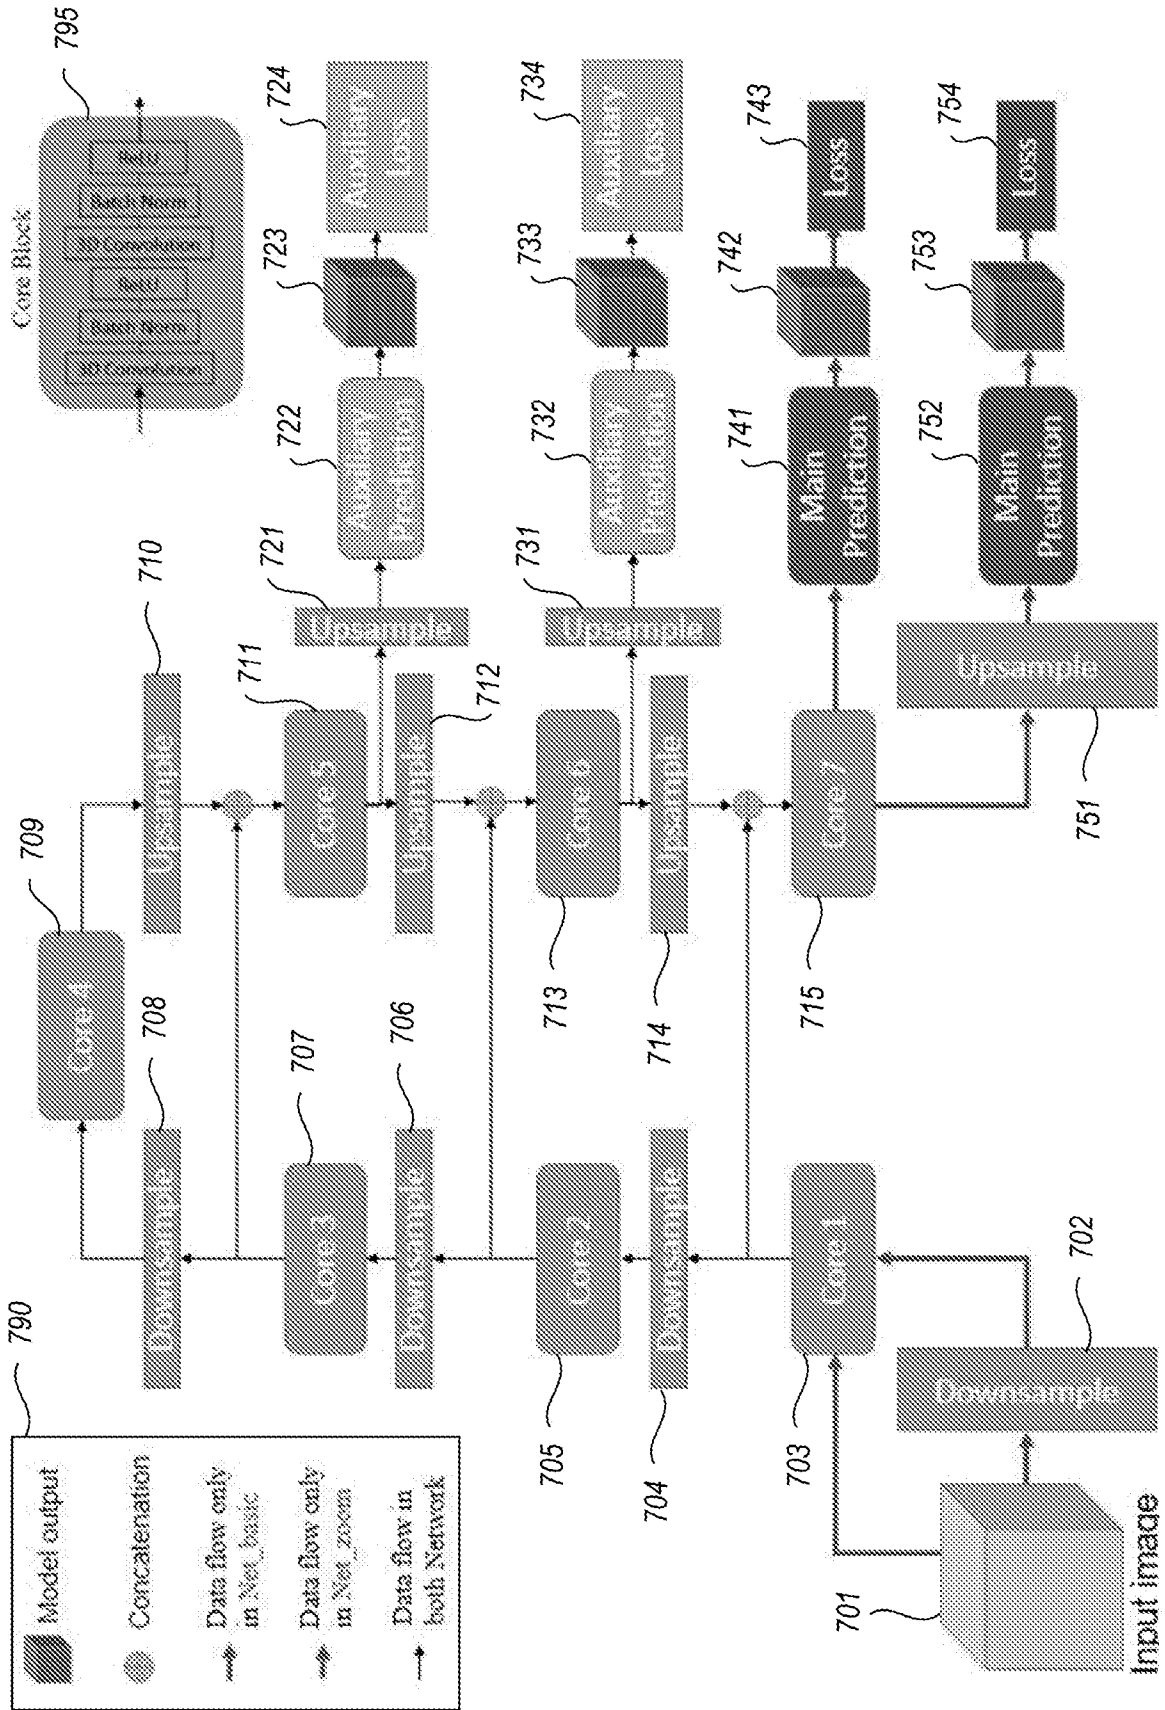 790
Model output
Concatenation
Data flow only
in Net_basic
Data flow only
in Net_zoom
Data flow in
both Network
Core Block
795
3D Convolution
Batch Norm
ReLU
3D Convolution
Batch Norm
ReLU
Core 4
709
Downsample
708
Upsample
710
Core 3
707
Core 5
711
Upsample
721
Auxiliary
Prediction
722
723
Auxiliary
Loss
724
Downsample
706
Upsample
712
Core 2
705
Core 6
713
Upsample
731
Auxiliary
Prediction
732
733
Auxiliary
Loss
734
Downsample
704
Upsample
714
Core 1
703
Core 7
715
Main
Prediction
741
742
Loss
743
Input image
701
Downsample
702
Upsample
751
Main
Prediction
752
753
Loss
754